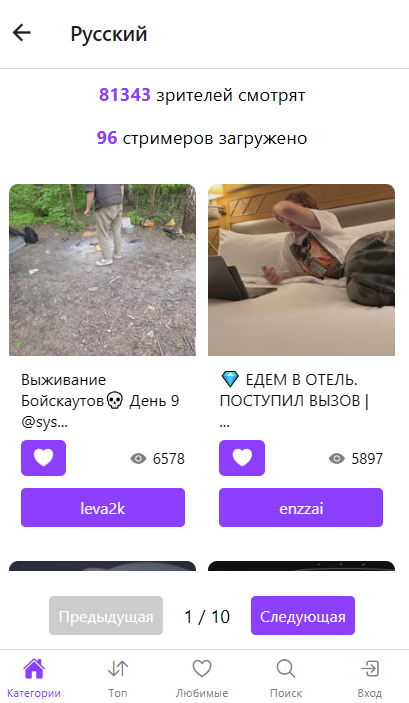 Русский
81343 зрителей смотрят
96 стримеров загружено
Выживание
Бойскаутов💀 День 9
@sys...
6578
leva2k
💎 ЕДЕМ В ОТЕЛЬ.
ПОСТУПИЛ ВЫЗОВ |
...
5897
enzzai
Предыдущая
1 / 10
Следующая
Категории
Топ
Любимые
Поиск
Вход